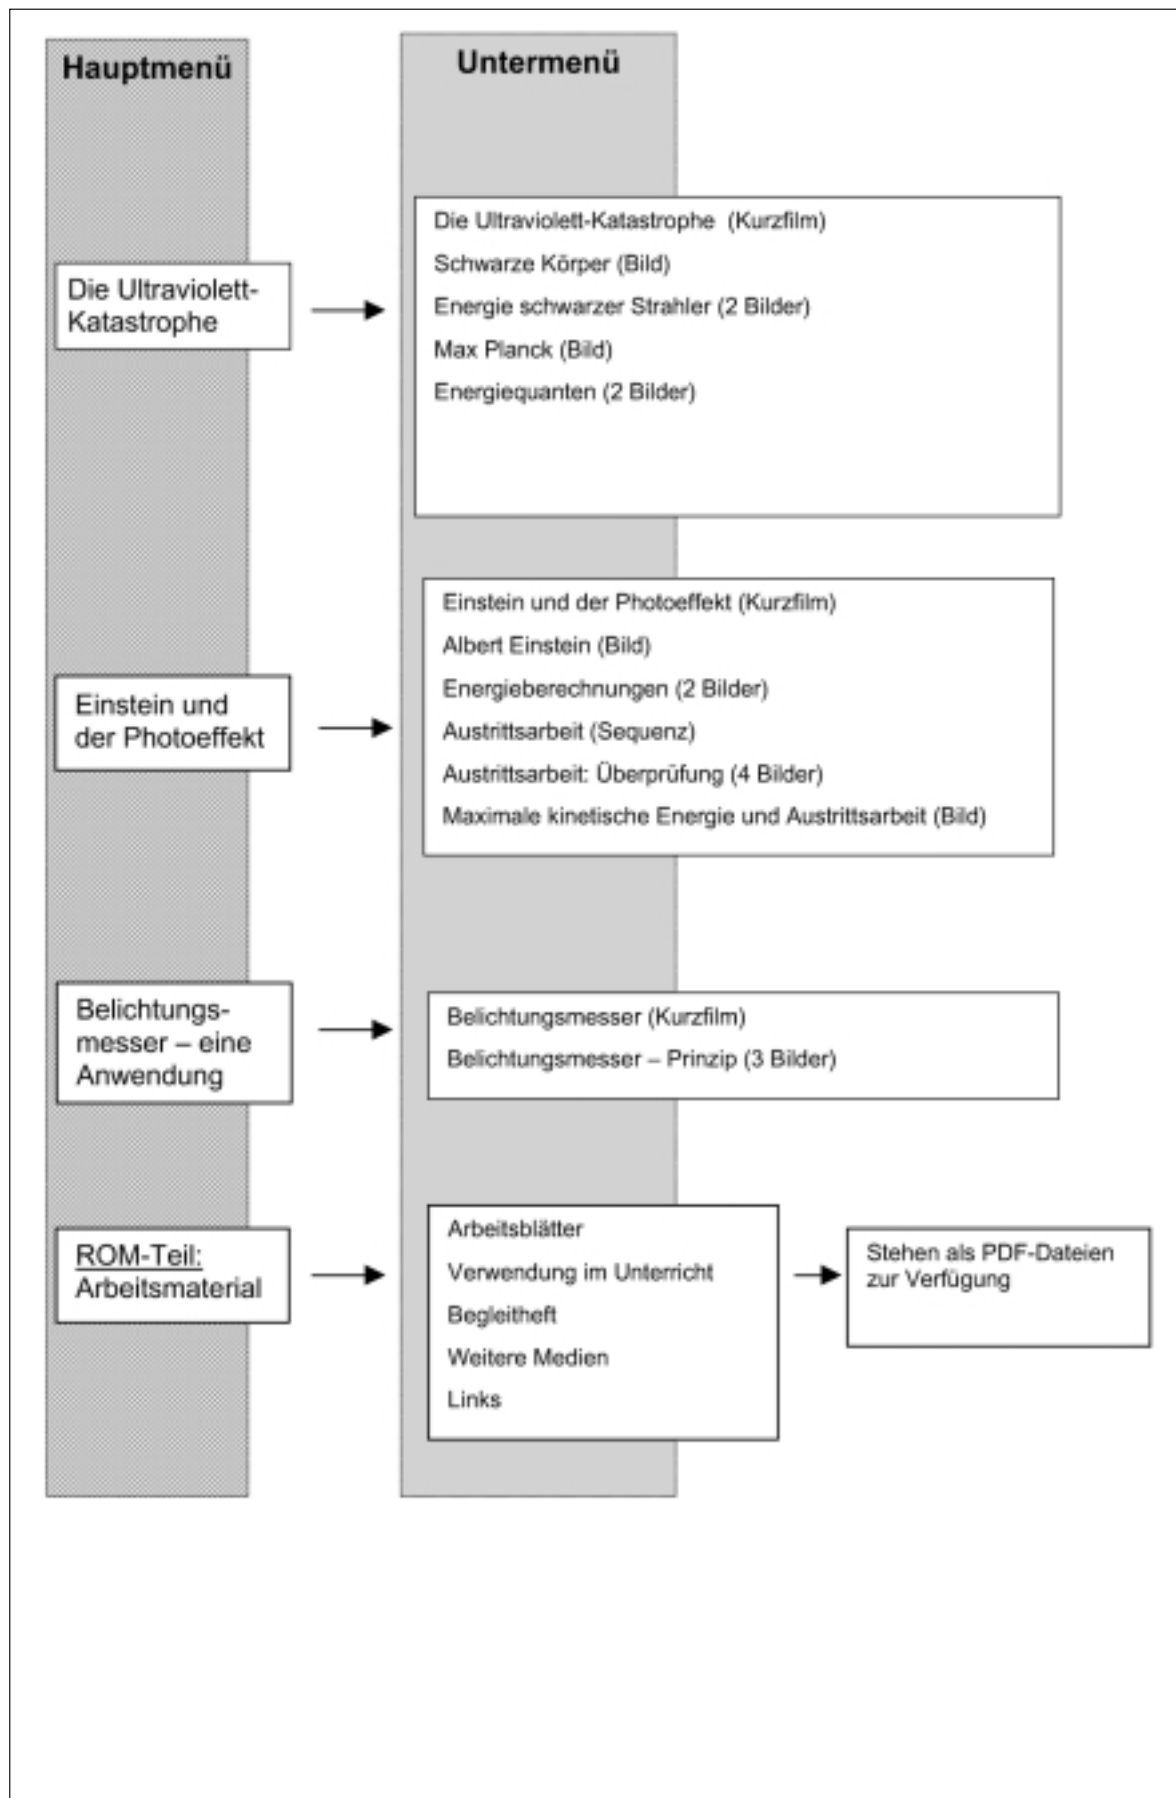 Hauptmenü
Untermenü
Die Ultraviolett-
Katastrophe
Die Ultraviolett-Katastrophe (Kurzfilm)
Schwarze Körper (Bild)
Energie schwarzer Strahler (2 Bilder)
Max Planck (Bild)
Energiequanten (2 Bilder)
Einstein und
der Photoeffekt
Einstein und der Photoeffekt (Kurzfilm)
Albert Einstein (Bild)
Energieberechnungen (2 Bilder)
Austrittsarbeit (Sequenz)
Austrittsarbeit: Überprüfung (4 Bilder)
Maximale kinetische Energie und Austrittsarbeit (Bild)
Belichtungs-
messer – eine
Anwendung
Belichtungsmesser (Kurzfilm)
Belichtungsmesser – Prinzip (3 Bilder)
ROM-Teil:
Arbeitsmaterial
Arbeitsblätter
Verwendung im Unterricht
Begleitheft
Weitere Medien
Links
Stehen als PDF-Dateien
zur Verfügung